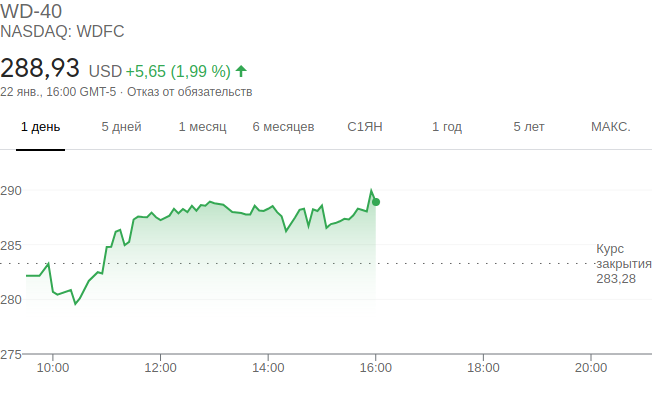 WD-40
NASDAQ: WDFC
288,93 USD +5,65 (1,99 %)
22 янв., 16:00 GMT-5 · Отказ от обязательств
1 день 5 дней 1 месяц 6 месяцев С1ЯН 1 год 5 лет МАКС.
290
285
Курс
закрытия
283,28
280
275
10:00 12:00 14:00 16:00 18:00 20:00